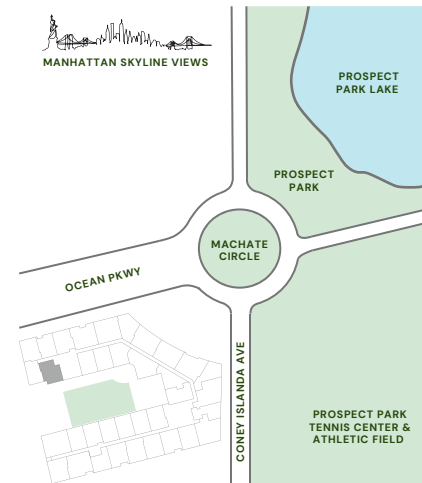 MANHATTAN SKYLINE VIEWS
PROSPECT
PARK LAKE
PROSPECT
PARK
MACHATE
CIRCLE
OCEAN PKWY
CONEY ISLANDA AVE
PROSPECT PARK
TENNIS CENTER &
ATHLETIC FIELD